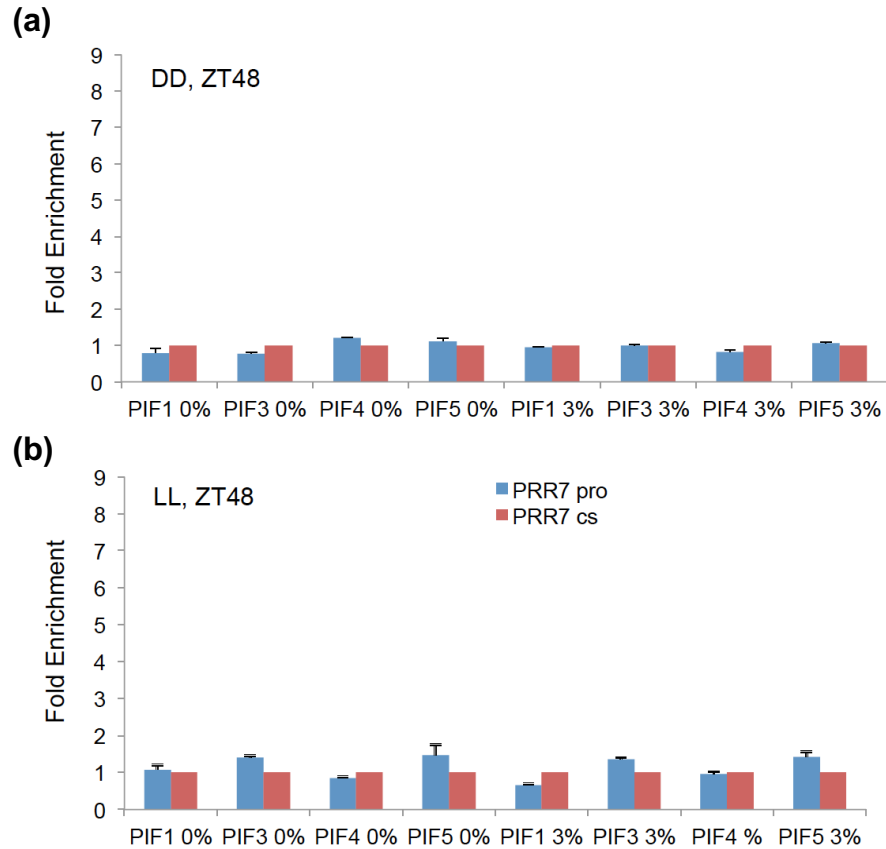 (a)
9
8
7
6
5
4
3
2
1
0
Fold Enrichment
DD, ZT48
PIF1 0% PIF3 0% PIF4 0% PIF5 0% PIF1 3% PIF3 3% PIF4 3% PIF5 3%
(b)
9
8
7
6
5
4
3
2
1
0
Fold Enrichment
LL, ZT48
PRR7 pro
PRR7 cs
PIF1 0% PIF3 0% PIF4 0% PIF5 0% PIF1 3% PIF3 3% PIF4 % PIF5 3%